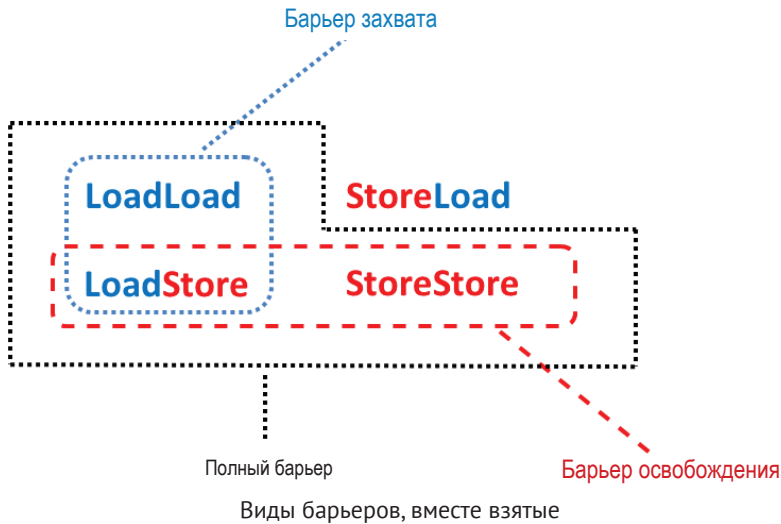 Барьер захвата
LoadLoad StoreLoad
LoadStore StoreStore
Полный барьер Барьер освобождения
Виды барьеров, вместе взятые